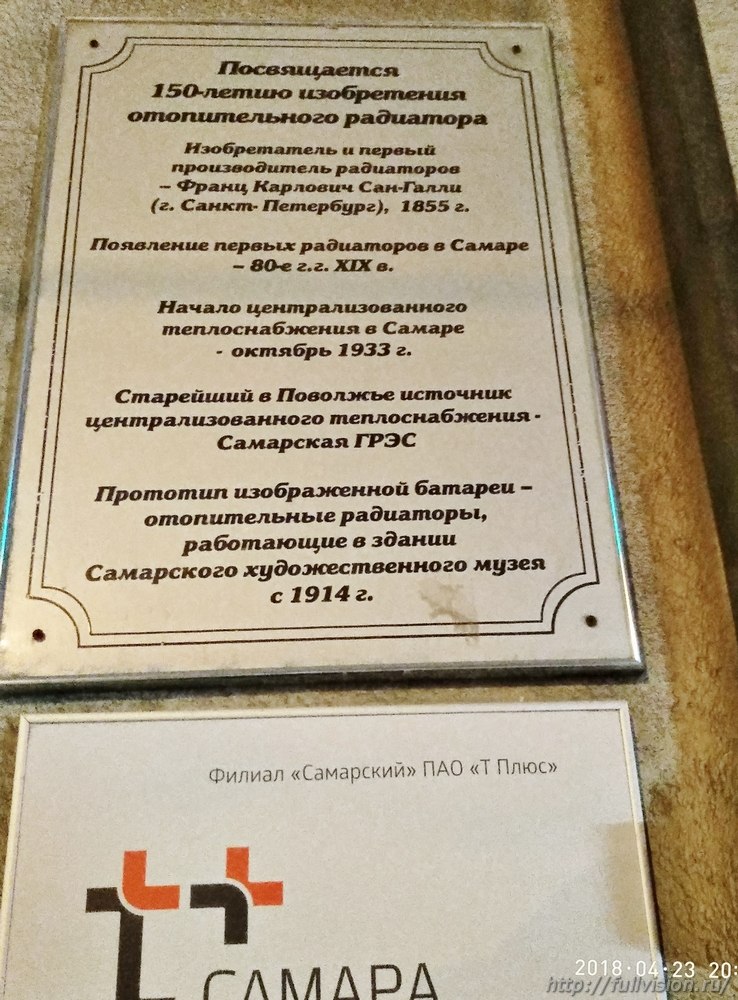 Посвящается
150-летию изобретения
отопительного радиатора
Изобретатель и первый
производитель радиаторов
– Франц Карлович Сан-Галли
(г. Санкт- Петербург), 1855 г.
Появление первых радиаторов в Самаре
– 80-е г.г. XIX в.
Начало централизованного
теплоснабжения в Самаре
- октябрь 1933 г.
Старейший в Поволжье источник
централизованного теплоснабжения -
Самарская ГРЭС
Прототип изображенной батареи –
отопительные радиаторы,
работающие в здании
Самарского художественного музея
с 1914 г.
Филиал «Самарский» ПАО «Т Плюс»
САМАРА
2018·04·23 20:
http://fullvision.ru/